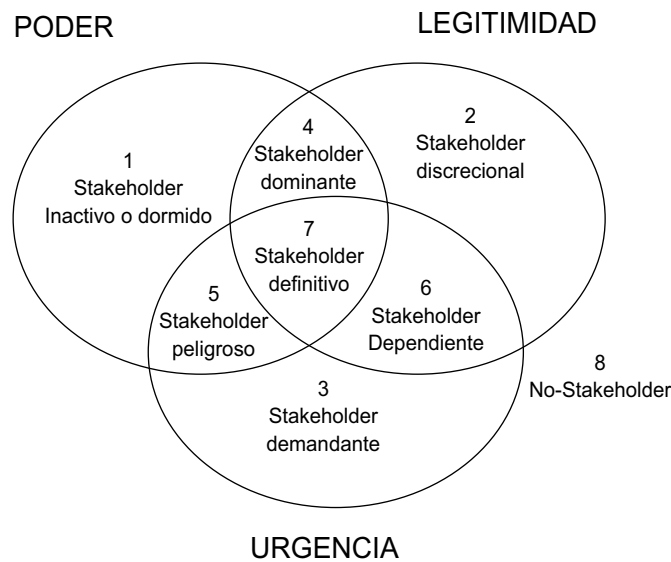 PODER
LEGITIMIDAD
1
Stakeholder
Inactivo o dormido
4
Stakeholder
dominante
2
Stakeholder
discrecional
7
Stakeholder
definitivo
5
Stakeholder
peligroso
6
Stakeholder
Dependiente
3
Stakeholder
demandante
8
No-Stakeholder
URGENCIA